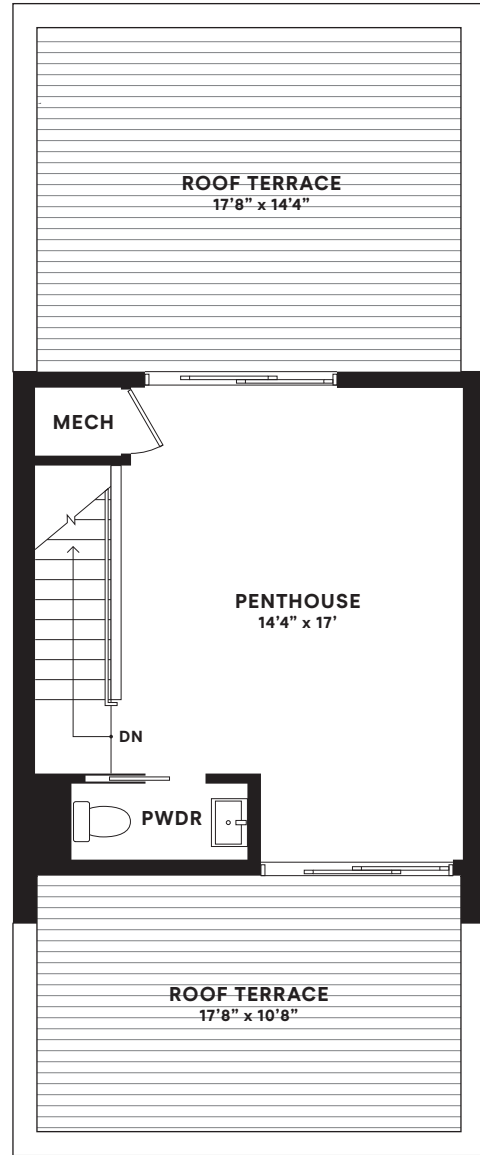 ROOF TERRACE
17’8” x 14’4”
MECH
PENTHOUSE
14’4” x 17’
DN
PWDR
ROOF TERRACE
17’8” x 10’8”